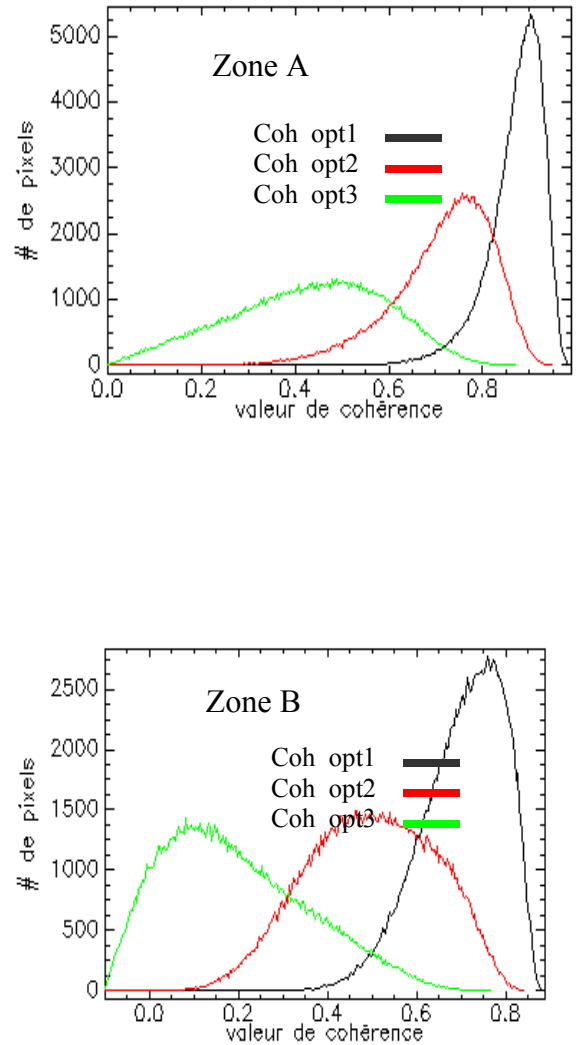 Zone A
Coh opt1
Coh opt2
Coh opt3
# de pixels
5000
4000
3000
2000
1000
0
0.0 0.2 0.4 0.6 0.8
valeur de cohérence
Zone B
Coh opt1
Coh opt2
Coh opt3
# de pixels
2500
2000
1500
1000
500
0
0.0 0.2 0.4 0.6 0.8
valeur de cohérence